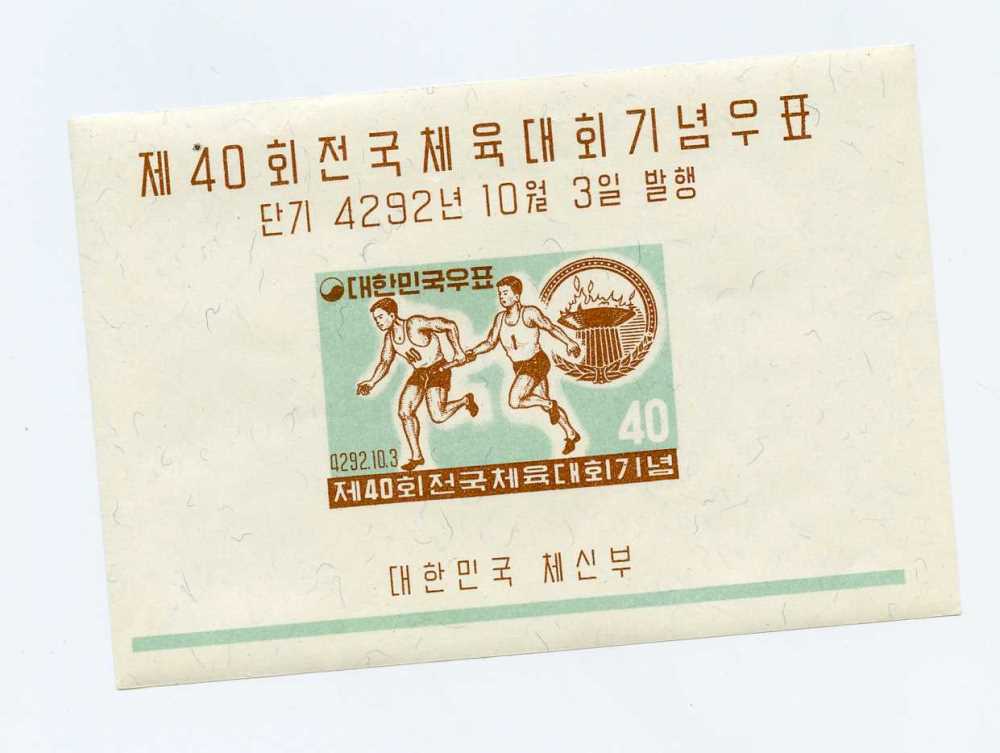 제 40 회 전국체육대회기념우표
단기 4292년 10월 3일 발행
대한민국우표
40
4292.10.3
제40회전국체육대회기념
대한민국 체신부